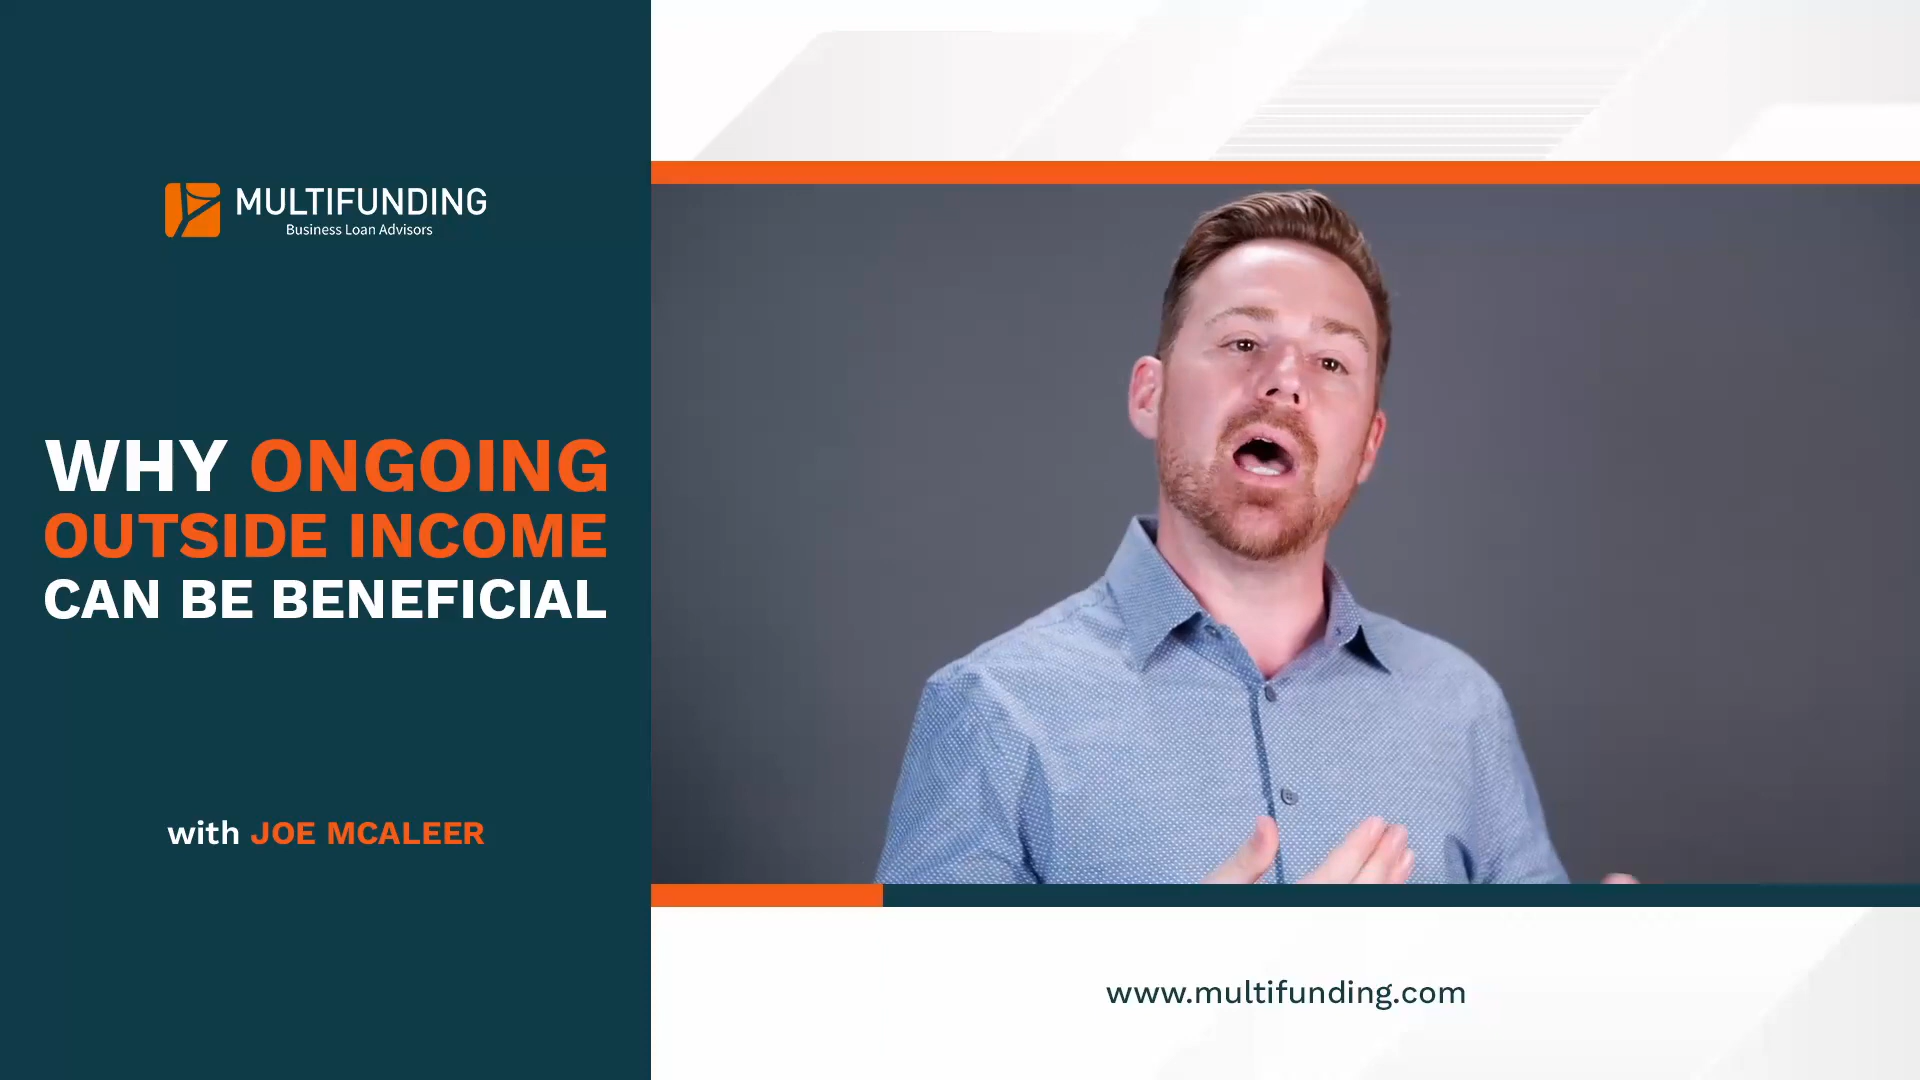 MULTIFUNDING
Business Loan Advisors
WHY ONGOING
OUTSIDE INCOME
CAN BE BENEFICIAL
with JOE MCALEER
www.multifunding.com